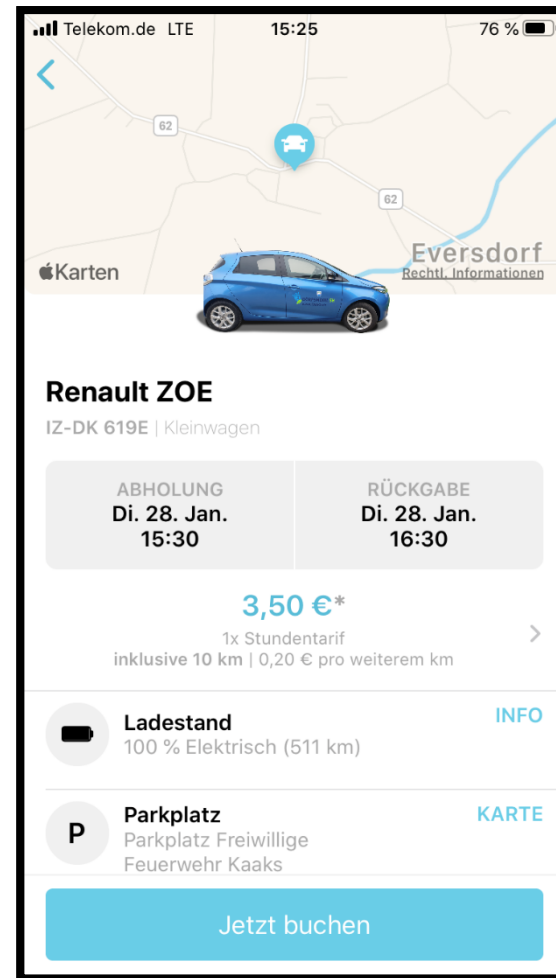 Telekom.de LTE 15:25 76 %
62
62
Eversdorf
Karten
Rechtl. Informationen
Renault ZOE
IZ-DK 619E | Kleinwagen
ABHOLUNG
Di. 28. Jan.
15:30
RÜCKGABE
Di. 28. Jan.
16:30
3,50 €*
1x Stundentarif
inklusive 10 km | 0,20 € pro weiterem km
Ladestand
INFO
100 % Elektrisch (511 km)
Parkplatz
KARTE
P
Parkplatz Freiwillige
Feuerwehr Kaaks
Jetzt buchen